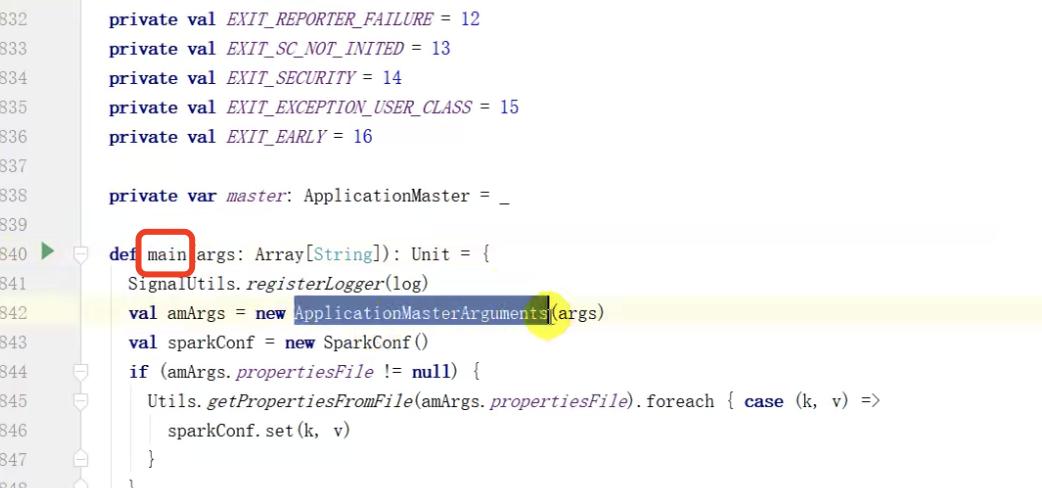 832 private val EXIT_REPORTER_FAILURE = 12
833 private val EXIT_SC_NOT_INITED = 13
834 private val EXIT_SECURITY = 14
835 private val EXIT_EXCEPTION_USER_CLASS = 15
836 private val EXIT_EARLY = 16
837
838 private var master: ApplicationMaster = _
839
840 def main(args: Array[String]): Unit = {
841 SignalUtils.registerLogger(log)
842 val amArgs = new ApplicationMasterArguments(args)
843 val sparkConf = new SparkConf()
844 if (amArgs.propertiesFile != null) {
845 Utils.getPropertiesFromFile(amArgs.propertiesFile).foreach { case (k, v) =>
846 sparkConf.set(k, v)
847 }
848 }